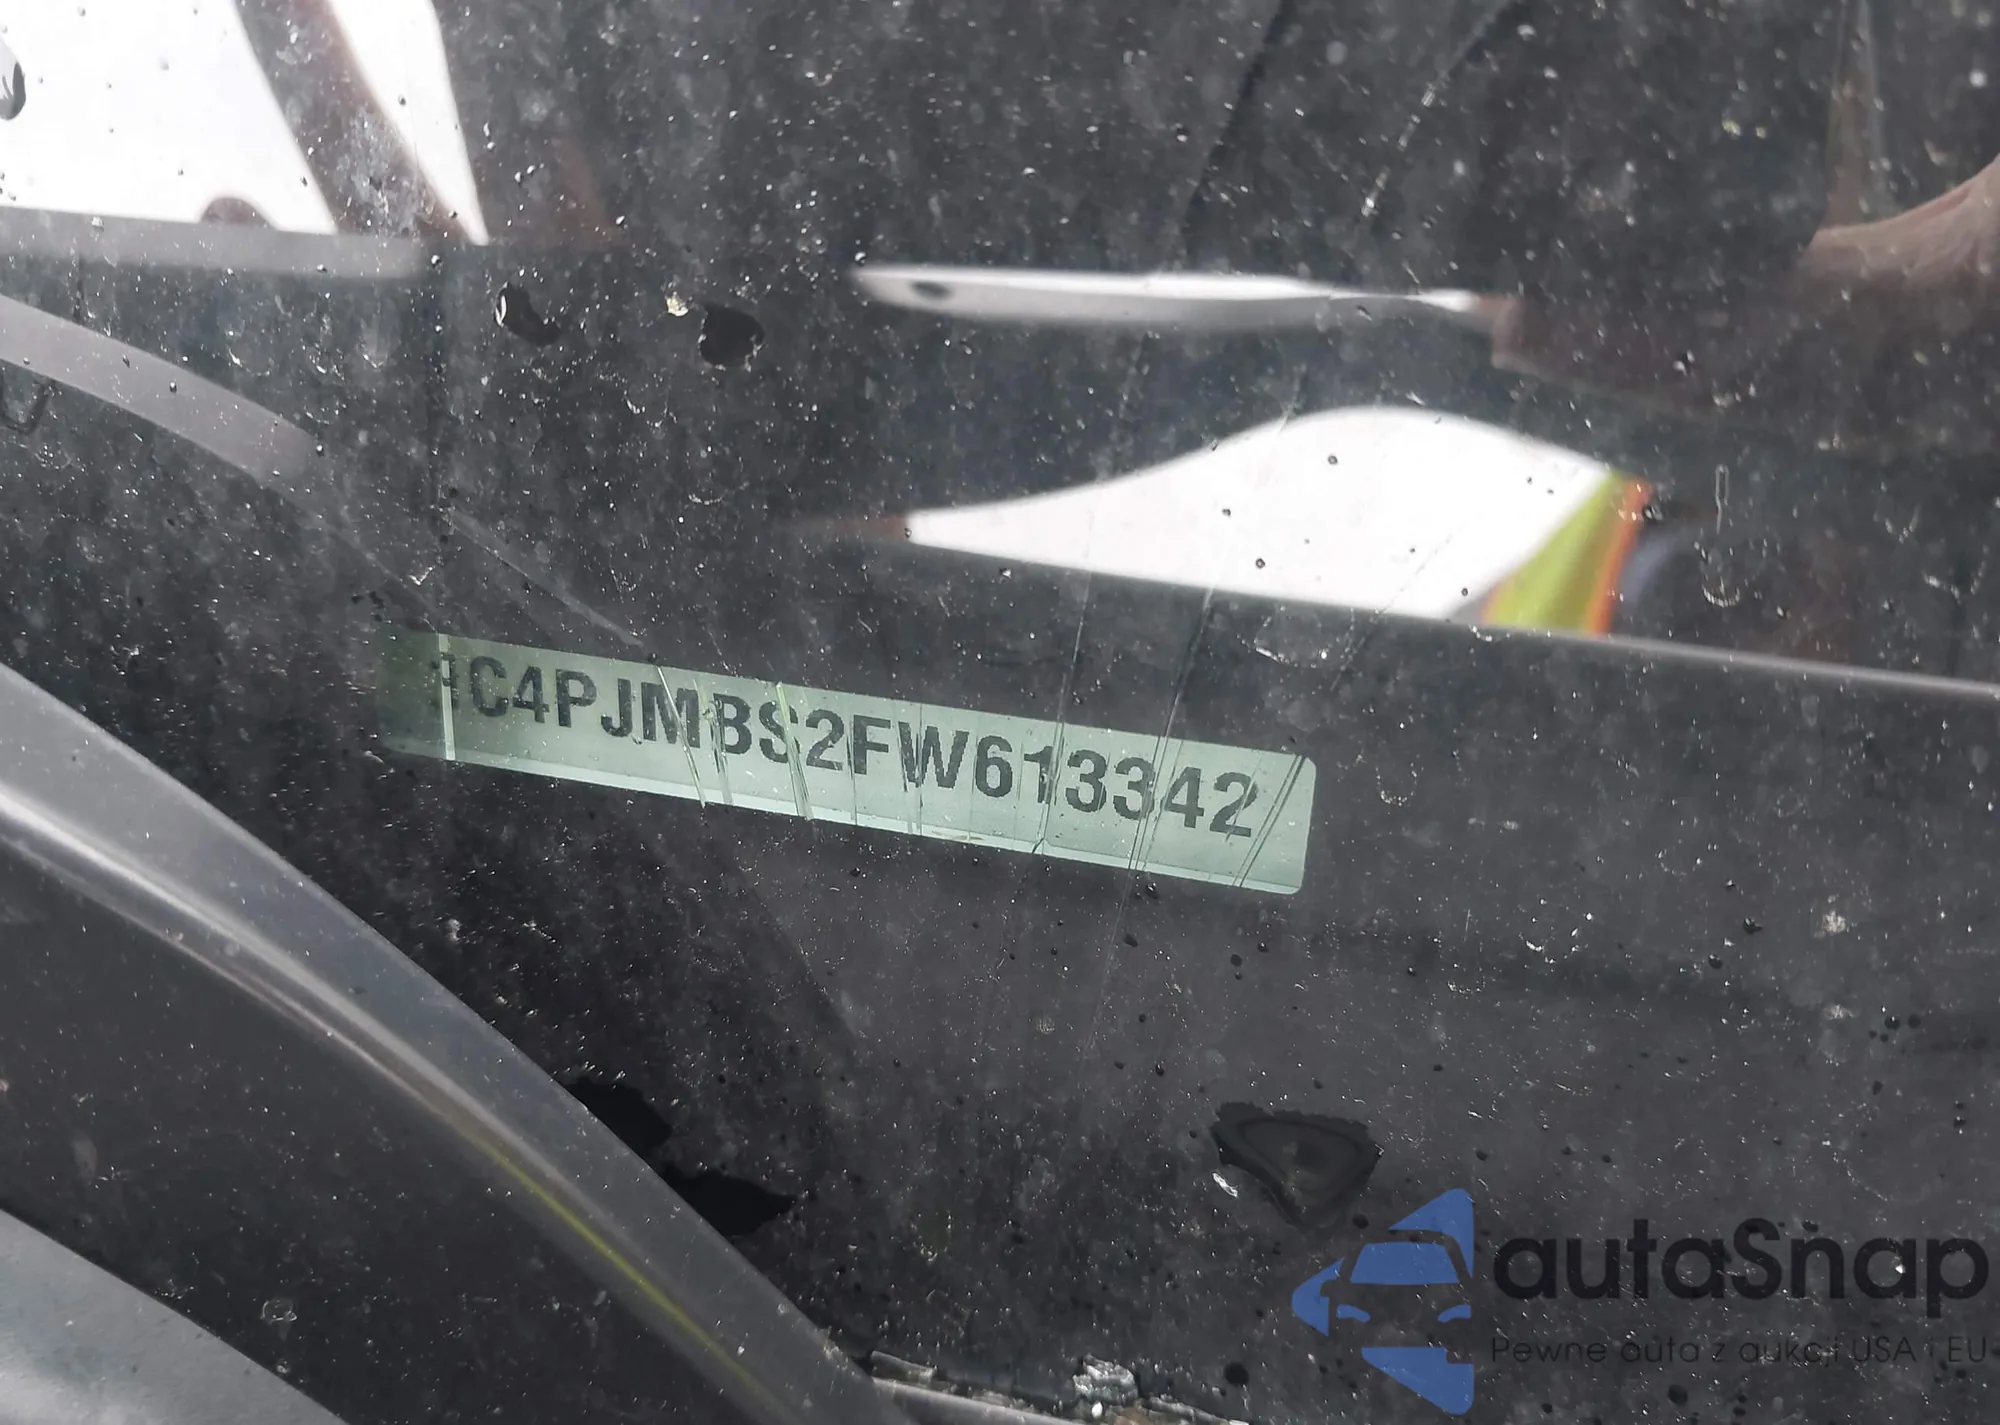 1C4PJMBS2FW613342
autaSnap
Pewne auta z aukcji USA i EU